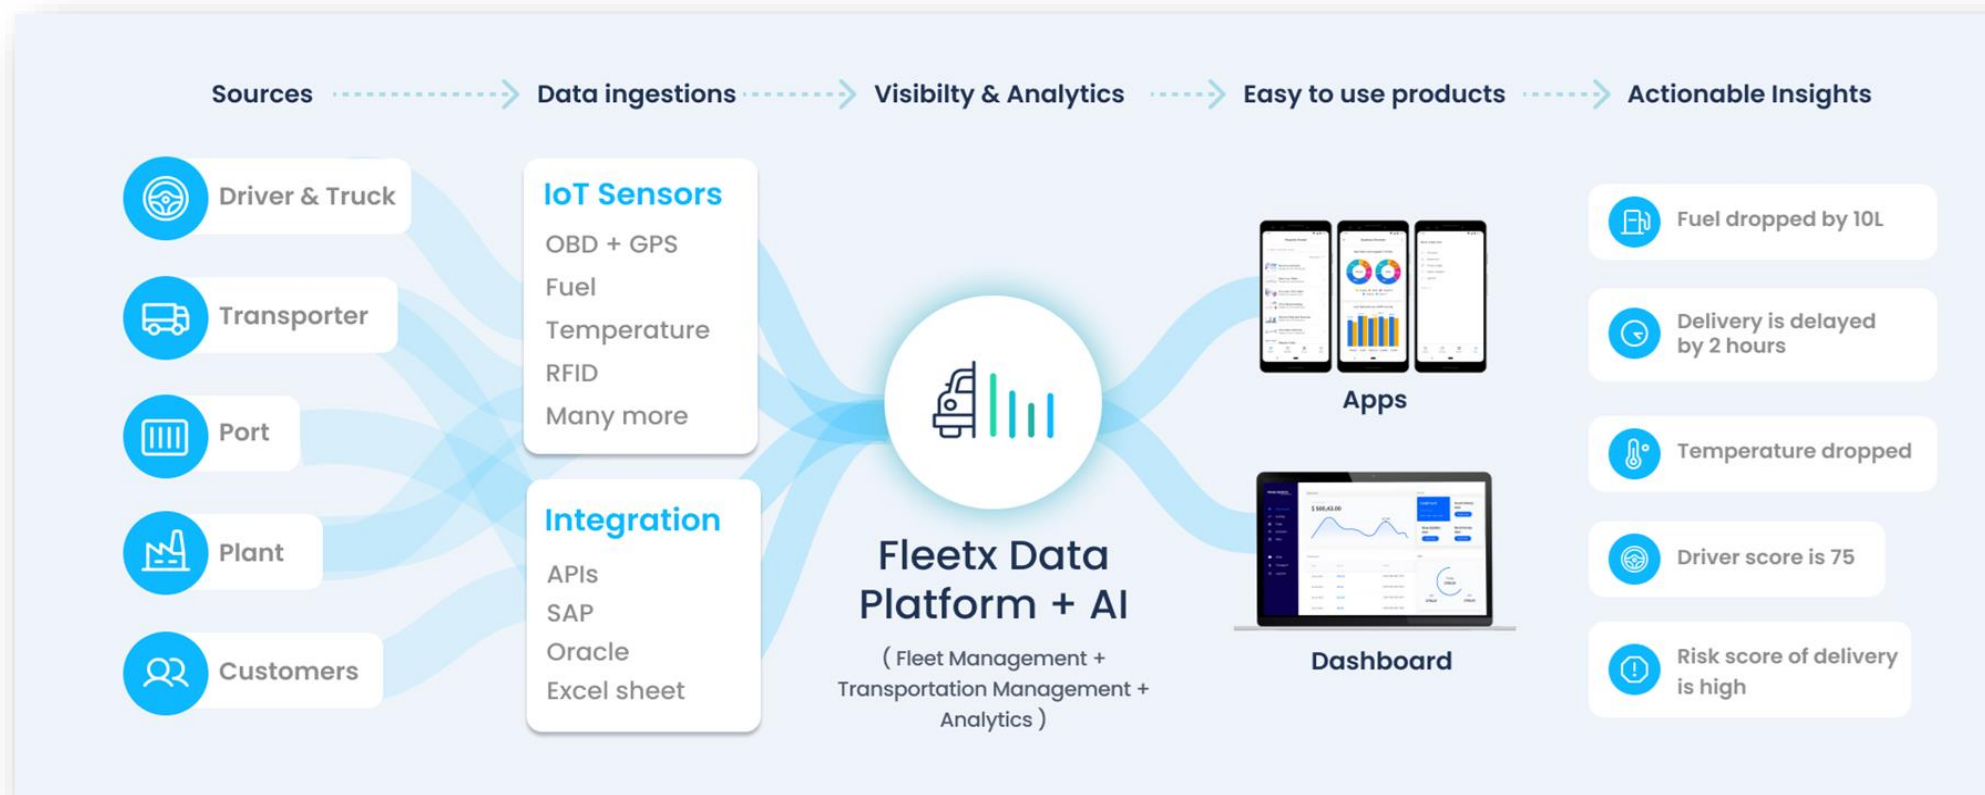 Sources
Data ingestions
Visibilty & Analytics
Easy to use products
Actionable Insights
Driver & Truck
Transporter
Port
Plant
Customers
IoT Sensors
OBD + GPS
Fuel
Temperature
RFID
Many more
Integration
APIs
SAP
Oracle
Excel sheet
Fleetx Data
Platform + AI
( Fleet Management +
Transportation Management +
Analytics )
Apps
Dashboard
Fuel dropped by 10L
Delivery is delayed
by 2 hours
Temperature dropped
Driver score is 75
Risk score of delivery
is high